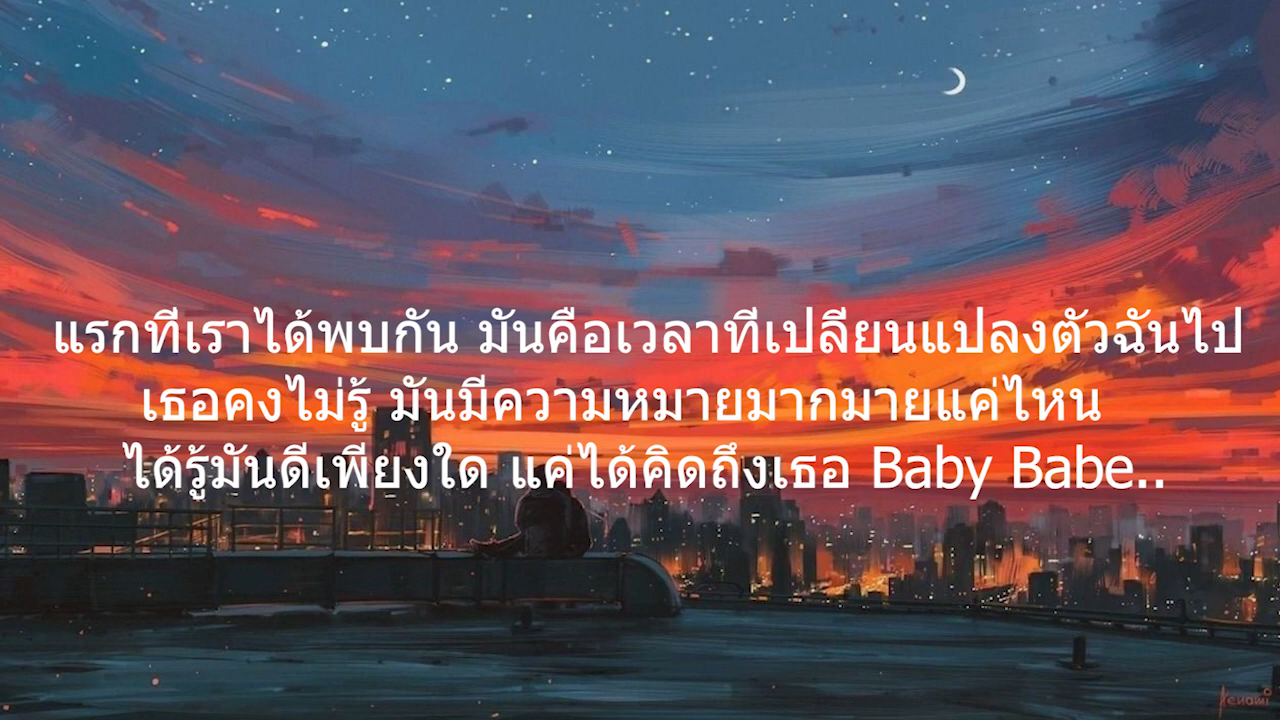 แรกที่เราได้พบกัน มันคือเวลาที่เปลี่ยนแปลงตัวฉันไป
เธอคงไม่รู้ มันมีความหมายมากมายแค่ไหน
ได้รู้มันดีเพียงใด แค่ได้คิดถึงเธอ Baby Babe..
Aenami